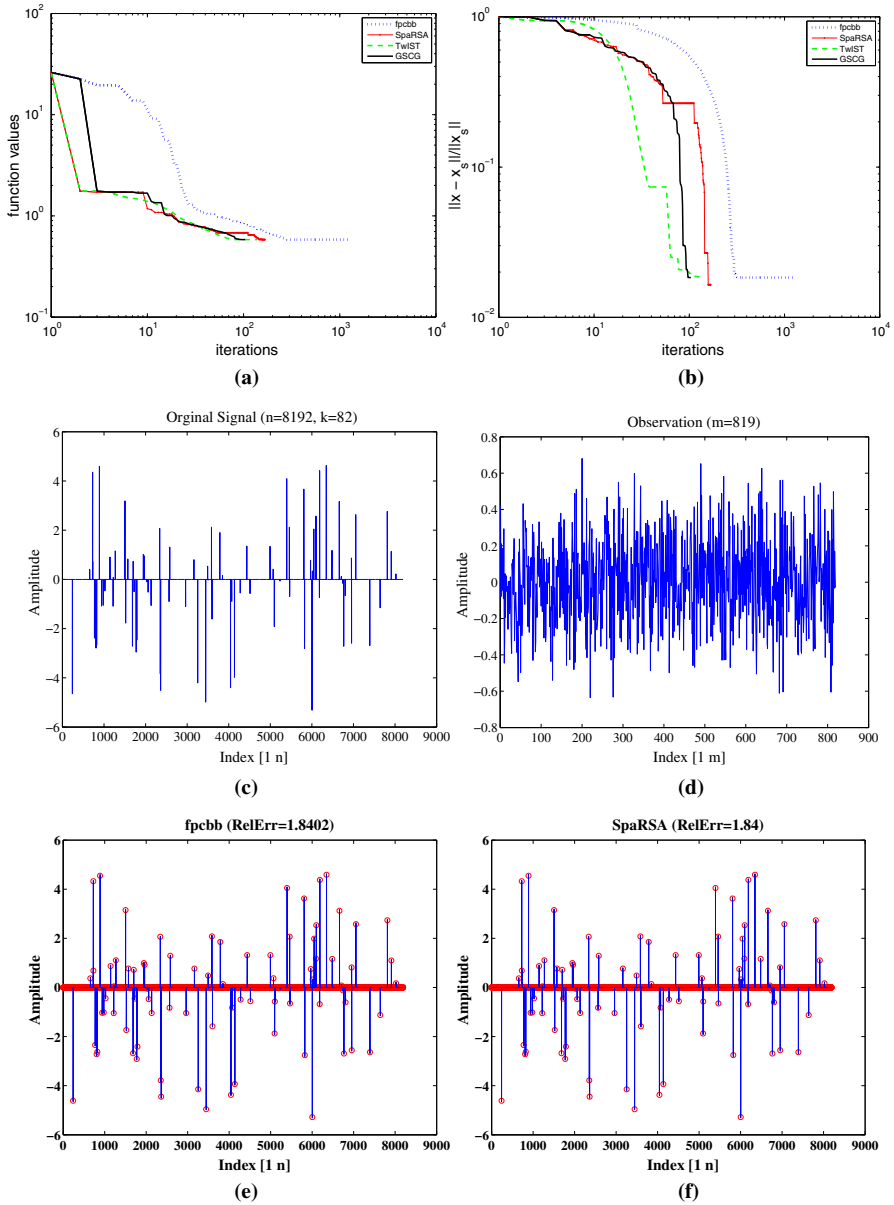 fpcbb
SpaRSA
TwIST
GSCG
function values
10^2
10^1
10^0
10^−1
10^0 10^1 10^2 10^3 10^4
iterations
(a)
fpcbb
SpaRSA
TwIST
GSCG
||x − x_s||/||x_s||
10^0
10^−1
10^−2
10^0 10^1 10^2 10^3 10^4
iterations
(b)
Orginal Signal (n=8192, k=82)
Amplitude
6
4
2
0
−2
−4
−6
0 1000 2000 3000 4000 5000 6000 7000 8000 9000
Index [1 n]
(c)
Observation (m=819)
Amplitude
0.8
0.6
0.4
0.2
0
−0.2
−0.4
−0.6
−0.8
0 100 200 300 400 500 600 700 800 900
Index [1 m]
(d)
fpcbb (RelErr=1.8402)
Amplitude
6
4
2
0
−2
−4
−6
0 1000 2000 3000 4000 5000 6000 7000 8000 9000
Index [1 n]
(e)
SpaRSA (RelErr=1.84)
Amplitude
6
4
2
0
−2
−4
−6
0 1000 2000 3000 4000 5000 6000 7000 8000 9000
Index [1 n]
(f)